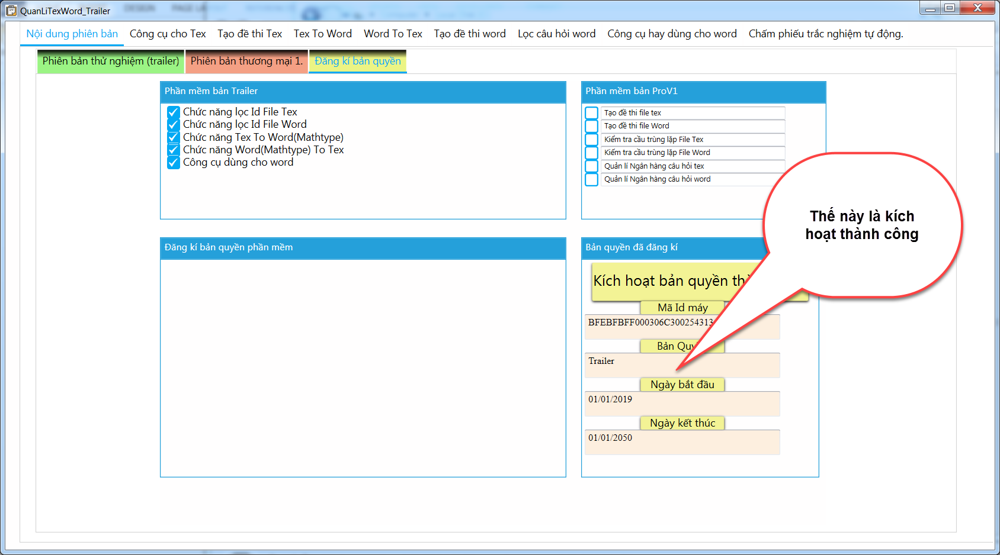 QuanLiTexWord_Trailer
Nội dung phiên bản Công cụ cho Tex Tạo đề thi Tex Tex To Word Word To Tex Tạo đề thi word Lọc câu hỏi word Công cụ hay dùng cho word Chấm phiếu trắc nghiệm tự động.
Phiên bản thử nghiệm (trailer) Phiên bản thương mại 1. Đăng kí bản quyền
Phần mềm bản Trailer
Chức năng lọc Id File Tex
Chức năng lọc Id File Word
Chức năng Tex To Word(Mathtype)
Chức năng Word(Mathtype) To Tex
Công cụ dùng cho word
Phần mềm bản ProV1
Tạo đề thi file tex
Tạo đề thi file Word
Kiểm tra cầu trùng lặp File Tex
Kiểm tra cầu trùng lặp File Word
Quản lí Ngân hàng câu hỏi tex
Quản lí Ngân hàng câu hỏi word
Thế này là kích
hoạt thành công
Đăng kí bản quyền phần mềm
Bản quyền đã đăng kí
Kích hoạt bản quyền
Mã Id máy
BFEBFBFF000306C300254313
Bản
Trailer
Ngày bắt đầu
01/01/2019
Ngày kết thúc
01/01/2050